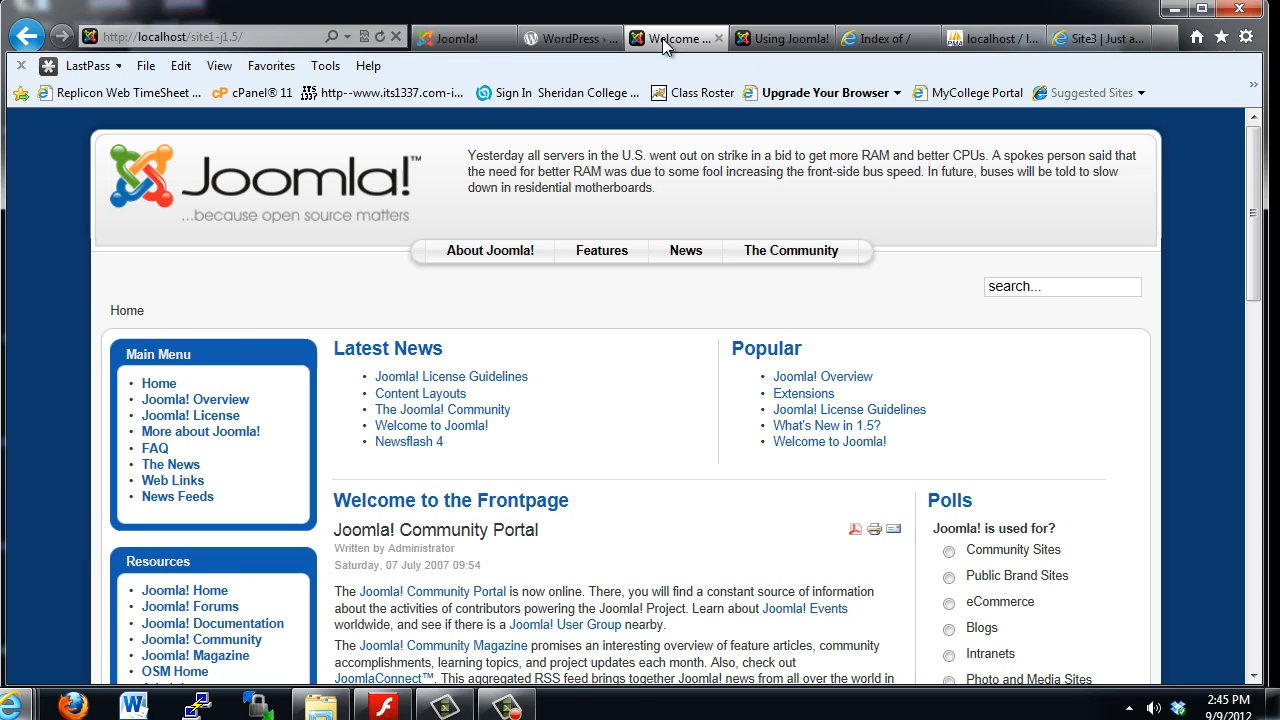 http://localhost/site1-j1.5/
Joomla!
WordPress › ...
Welcome ...
Using Joomla!
Index of /
localhost / l...
Site3 | Just a...
LastPass
File
Edit
View
Favorites
Tools
Help
Replicon Web TimeSheet ...
cPanel® 11
http--www.its1337.com-i...
Sign In Sheridan College ...
Class Roster
Upgrade Your Browser
MyCollege Portal
Suggested Sites
Joomla!™
...because open source matters
Yesterday all servers in the U.S. went out on strike in a bid to get more RAM and better CPUs. A spokes person said that
the need for better RAM was due to some fool increasing the front-side bus speed. In future, buses will be told to slow
down in residential motherboards.
About Joomla!
Features
News
The Community
search...
Home
Main Menu
Home
Joomla! Overview
Joomla! License
More about Joomla!
FAQ
The News
Web Links
News Feeds
Resources
Joomla! Home
Joomla! Forums
Joomla! Documentation
Joomla! Community
Joomla! Magazine
OSM Home
Latest News
Joomla! License Guidelines
Content Layouts
The Joomla! Community
Welcome to Joomla!
Newsflash 4
Popular
Joomla! Overview
Extensions
Joomla! License Guidelines
What's New in 1.5?
Welcome to Joomla!
Welcome to the Frontpage
Joomla! Community Portal
Written by Administrator
Saturday, 07 July 2007 09:54
The Joomla! Community Portal is now online. There, you will find a constant source of information
about the activities of contributors powering the Joomla! Project. Learn about Joomla! Events
worldwide, and see if there is a Joomla! User Group nearby.
The Joomla! Community Magazine promises an interesting overview of feature articles, community
accomplishments, learning topics, and project updates each month. Also, check out
JoomlaConnect™. This aggregated RSS feed brings together Joomla! news from all over the world in
Polls
Joomla! is used for?
Community Sites
Public Brand Sites
eCommerce
Blogs
Intranets
Photo and Media Sites
2:45 PM
9/9/2012